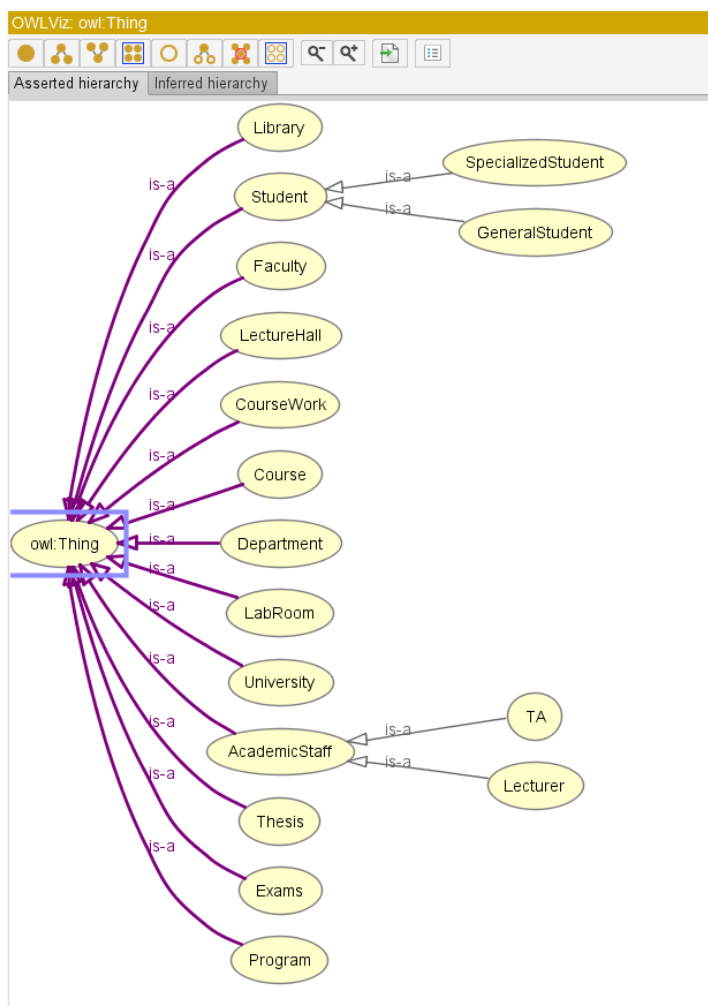 OWLViz: owl:Thing
Asserted hierarchy Inferred hierarchy
Library
is-a
SpecializedStudent
is-a
Student
is-a
is-a
GeneralStudent
Faculty
is-a
LectureHall
is-a
CourseWork
is-a
Course
is-a
owl:Thing
is-a
Department
is-a
LabRoom
is-a
University
is-a
TA
is-a
AcademicStaff
is-a
Lecturer
is-a
Thesis
is-a
Exams
is-a
Program